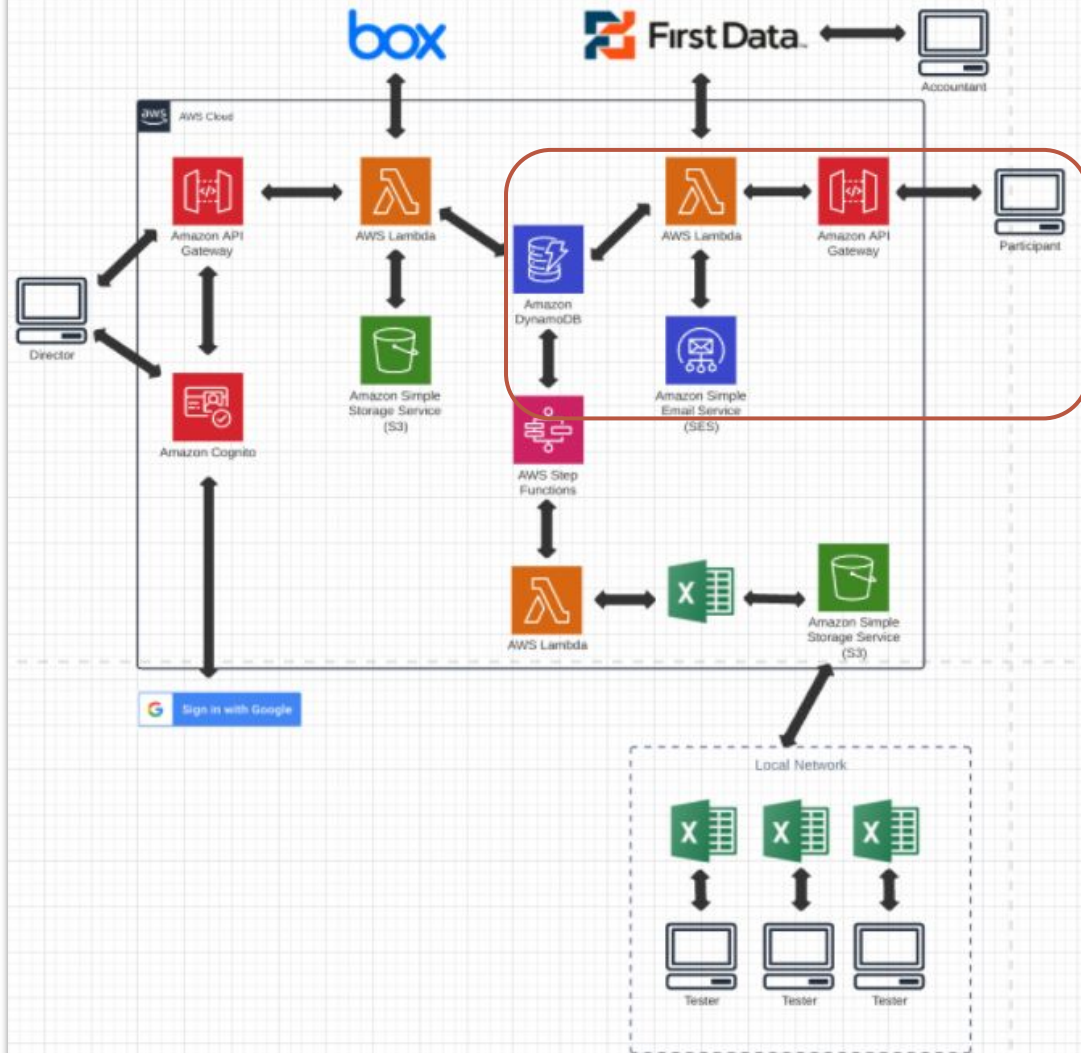 box
First Data
Accountant
aws
AWS Cloud
Amazon API
Gateway
AWS Lambda
AWS Lambda
Amazon API
Gateway
Participant
Amazon
DynamoDB
Director
Amazon Simple
Storage Service
(S3)
Amazon Simple
Email Service
(SES)
Amazon Cognito
AWS Step
Functions
X
AWS Lambda
Amazon Simple
Storage Service
(S3)
G
Sign in with Google
Local Network
X
X
X
Tester
Tester
Tester